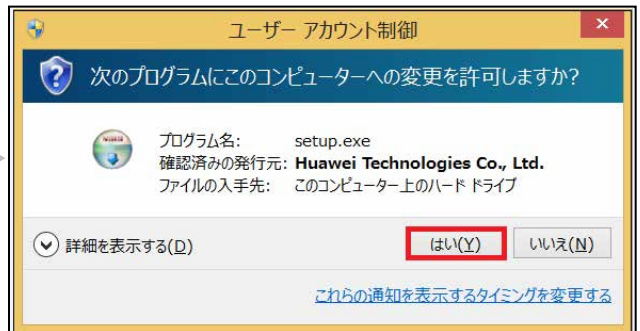 ユーザー アカウント制御
次のプログラムにこのコンピューターへの変更を許可しますか?
プログラム名: setup.exe
確認済みの発行元: Huawei Technologies Co., Ltd.
ファイルの入手先: このコンピューター上のハード ドライブ
詳細を表示する(D) はい(Y) いいえ(N)
これらの通知を表示するタイミングを変更する